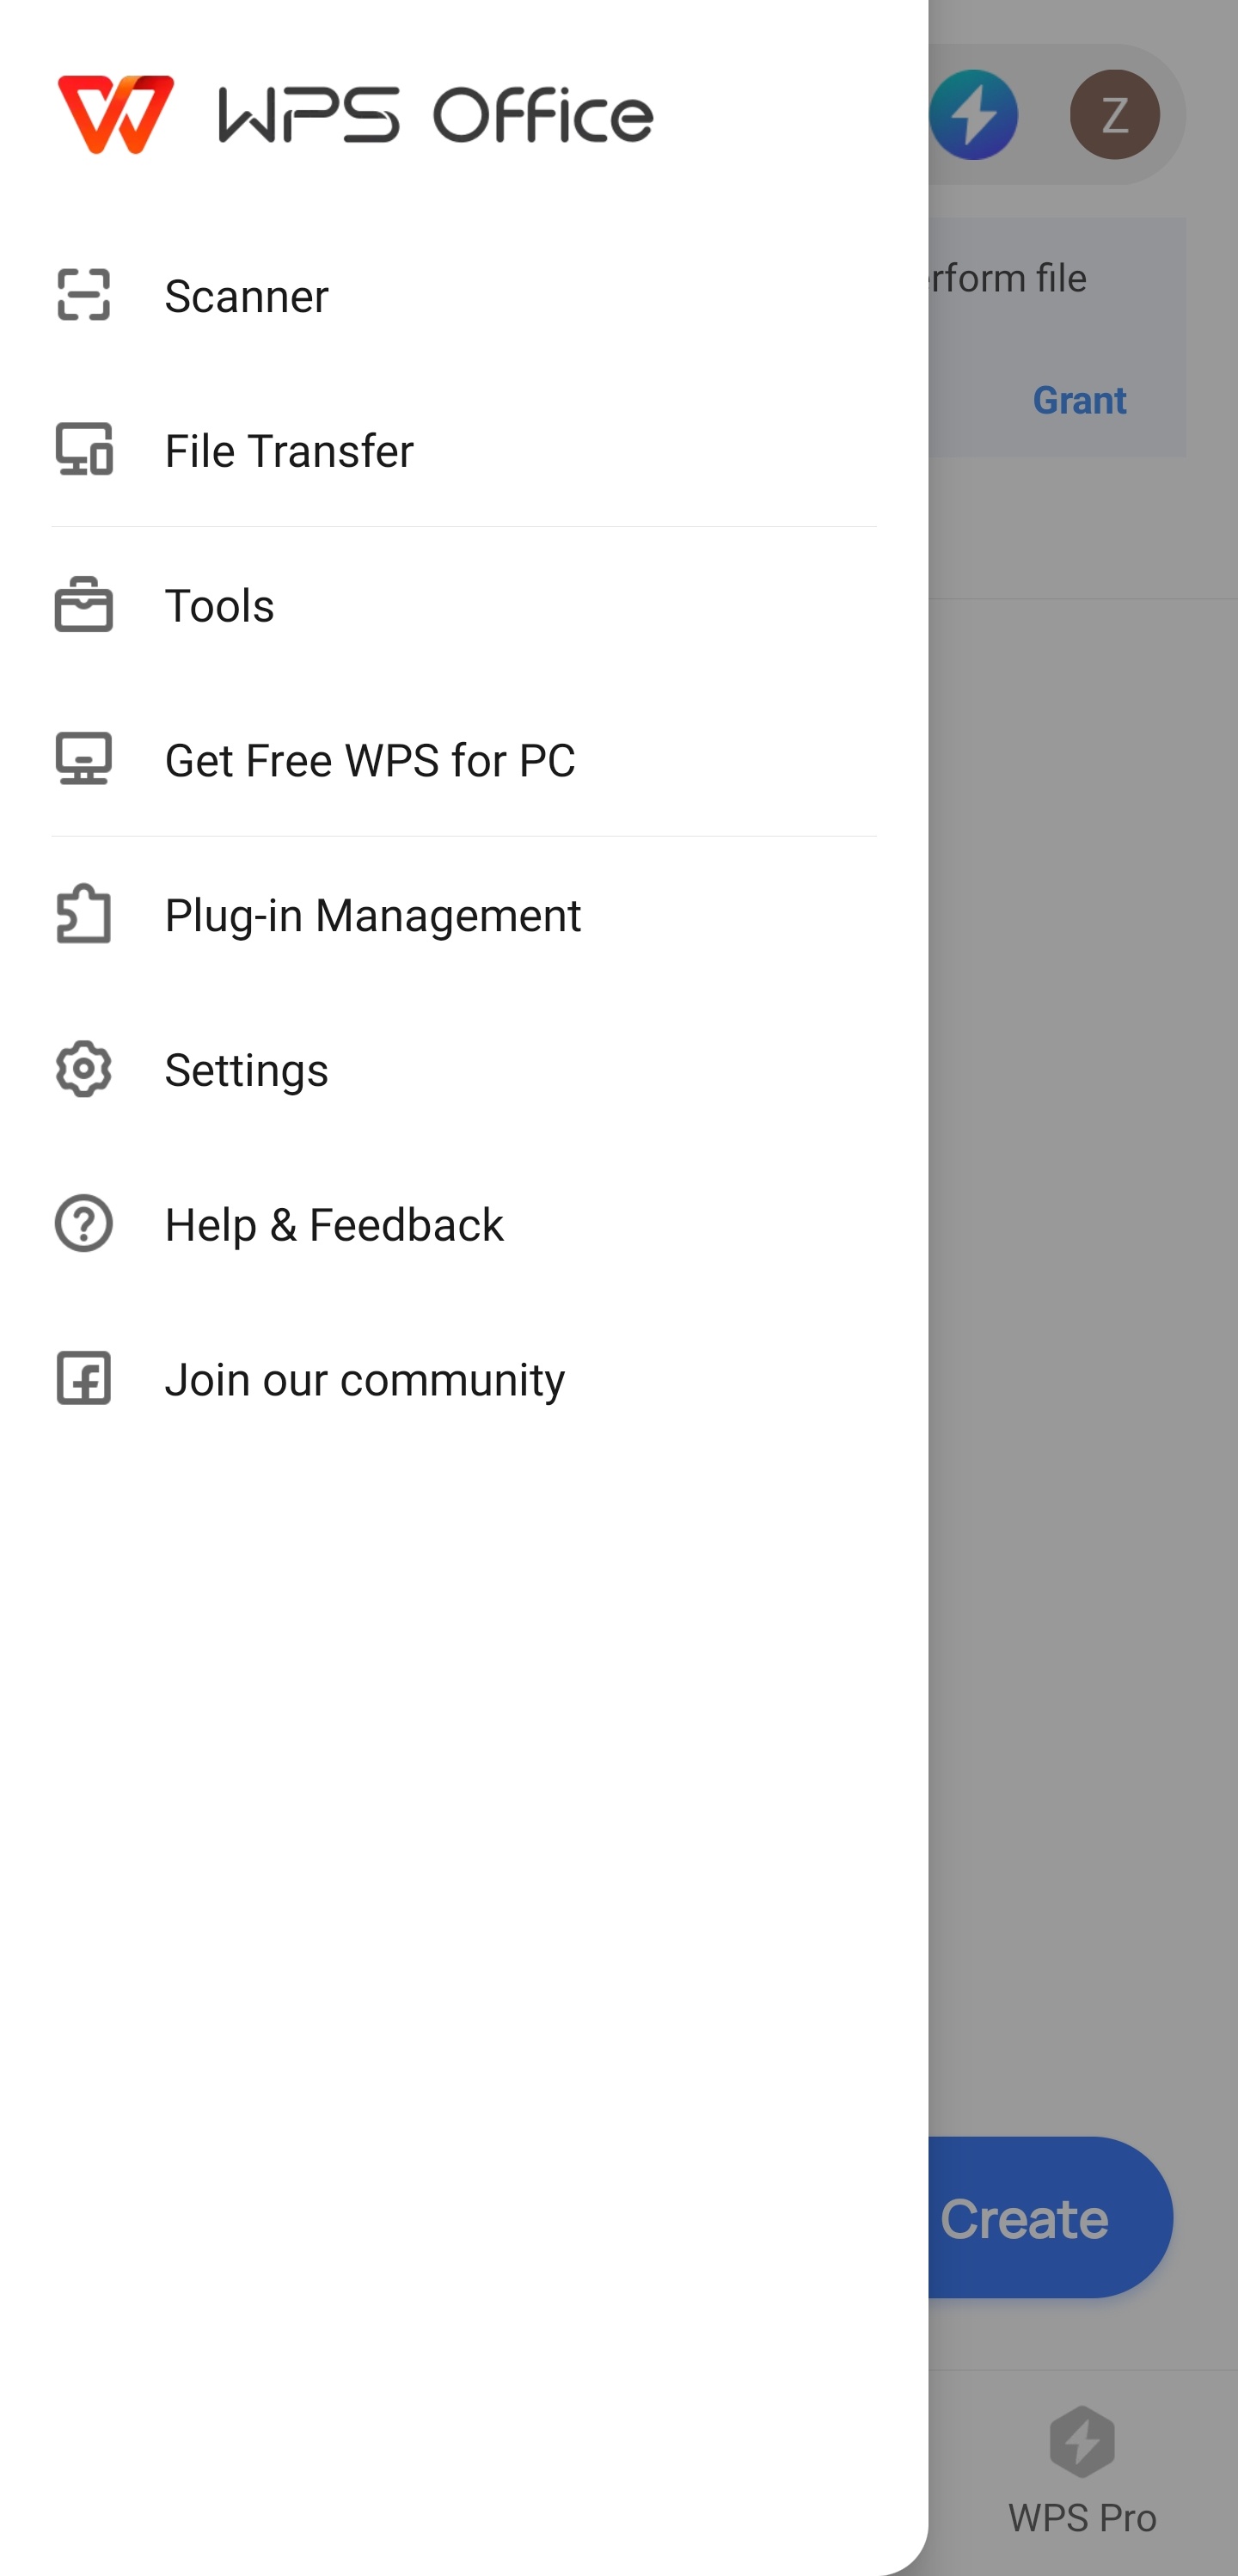 WPS Office
Z
Scanner
File Transfer
Tools
Get Free WPS for PC
Plug-in Management
Settings
Help & Feedback
Join our community
file
Grant
Create
WPS Pro